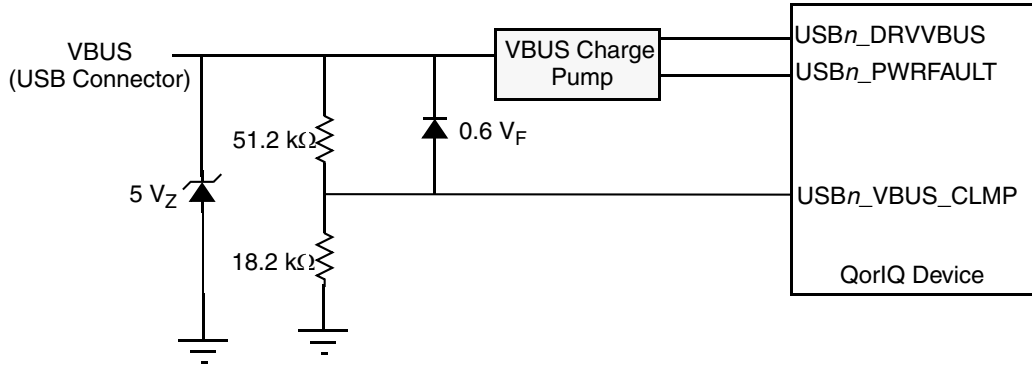 VBUS
(USB Connector)
VBUS Charge
Pump
USBn_DRVVBUS
USBn_PWRFAULT
51.2 kΩ
0.6 VF
5 VZ
USBn_VBUS_CLMP
18.2 kΩ
QorIQ Device